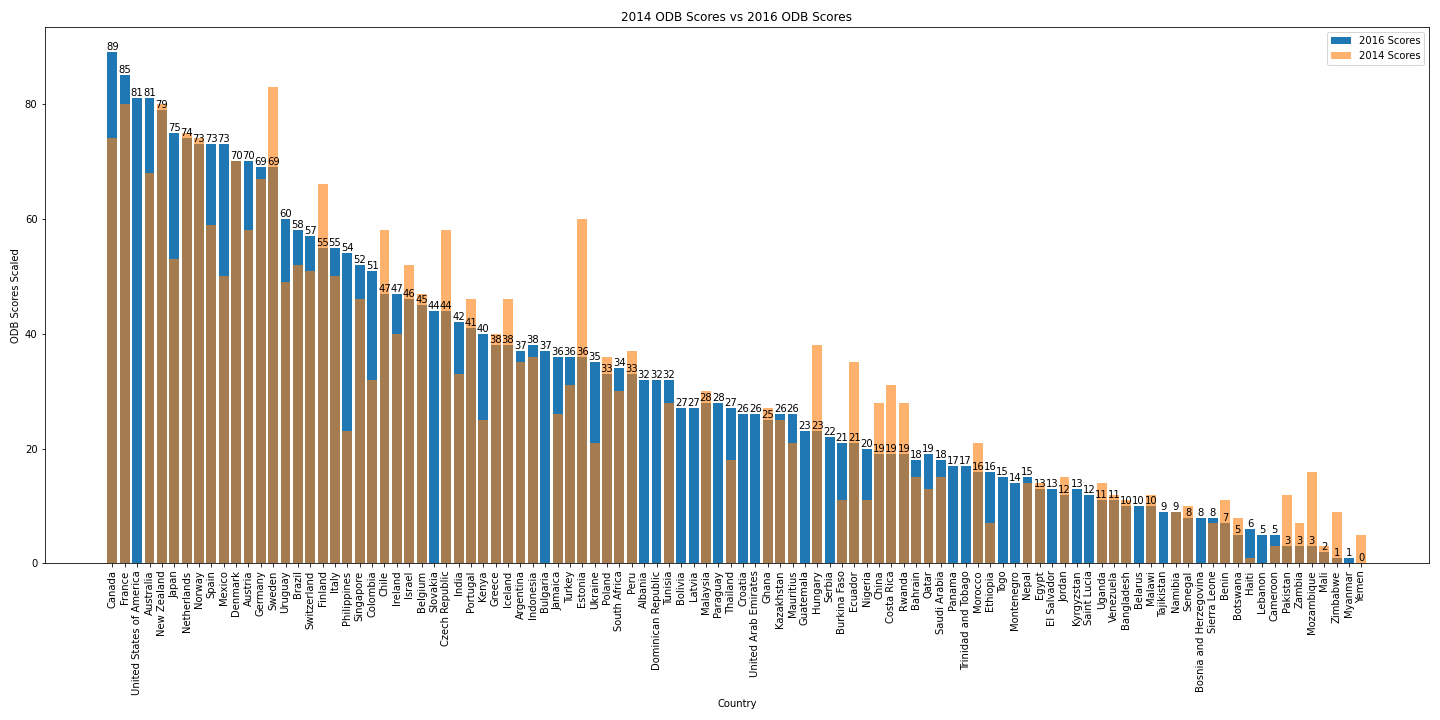 2014 ODB Scores vs 2016 ODB Scores
2016 Scores
2014 Scores
ODB Scores Scaled
80
60
40
20
0
89 85 81 81 79 75 74 73 73 73 70 70 69 69 60 58 57 55 55 54 52 51 47 47 46 45 44 44 42 41 40 38 38 37 38 37 36 36 36 35 33 34 33 32 32 32 27 27 28 28 27 26 26 25 26 26 23 23 22 21 21 20 19 19 19 18 19 18 17 17 16 16 15 14 15 13 13 12 13 12 11 11 10 10 10 9 9 8 8 8 7 5 6 5 5 3 3 3 2 1 1 0
Canada
France
United States of America
Australia
New Zealand
Japan
Netherlands
Norway
Spain
Mexico
Denmark
Austria
Germany
Sweden
Uruguay
Brazil
Switzerland
Finland
Italy
Philippines
Singapore
Colombia
Chile
Ireland
Israel
Belgium
Slovakia
Czech Republic
India
Portugal
Kenya
Greece
Iceland
Argentina
Indonesia
Bulgaria
Jamaica
Turkey
Estonia
Ukraine
Poland
South Africa
Peru
Albania
Dominican Republic
Tunisia
Bolivia
Latvia
Malaysia
Paraguay
Thailand
Croatia
United Arab Emirates
Ghana
Kazakhstan
Mauritius
Guatemala
Hungary
Serbia
Burkina Faso
Ecuador
Nigeria
China
Costa Rica
Rwanda
Bahrain
Qatar
Saudi Arabia
Panama
Trinidad and Tobago
Morocco
Ethiopia
Togo
Montenegro
Nepal
Egypt
El Salvador
Jordan
Kyrgyzstan
Saint Lucia
Uganda
Venezuela
Bangladesh
Belarus
Malawi
Tajikistan
Namibia
Senegal
Bosnia and Herzegovina
Sierra Leone
Benin
Botswana
Haiti
Lebanon
Cameroon
Pakistan
Zambia
Mozambique
Mali
Zimbabwe
Myanmar
Yemen
Country